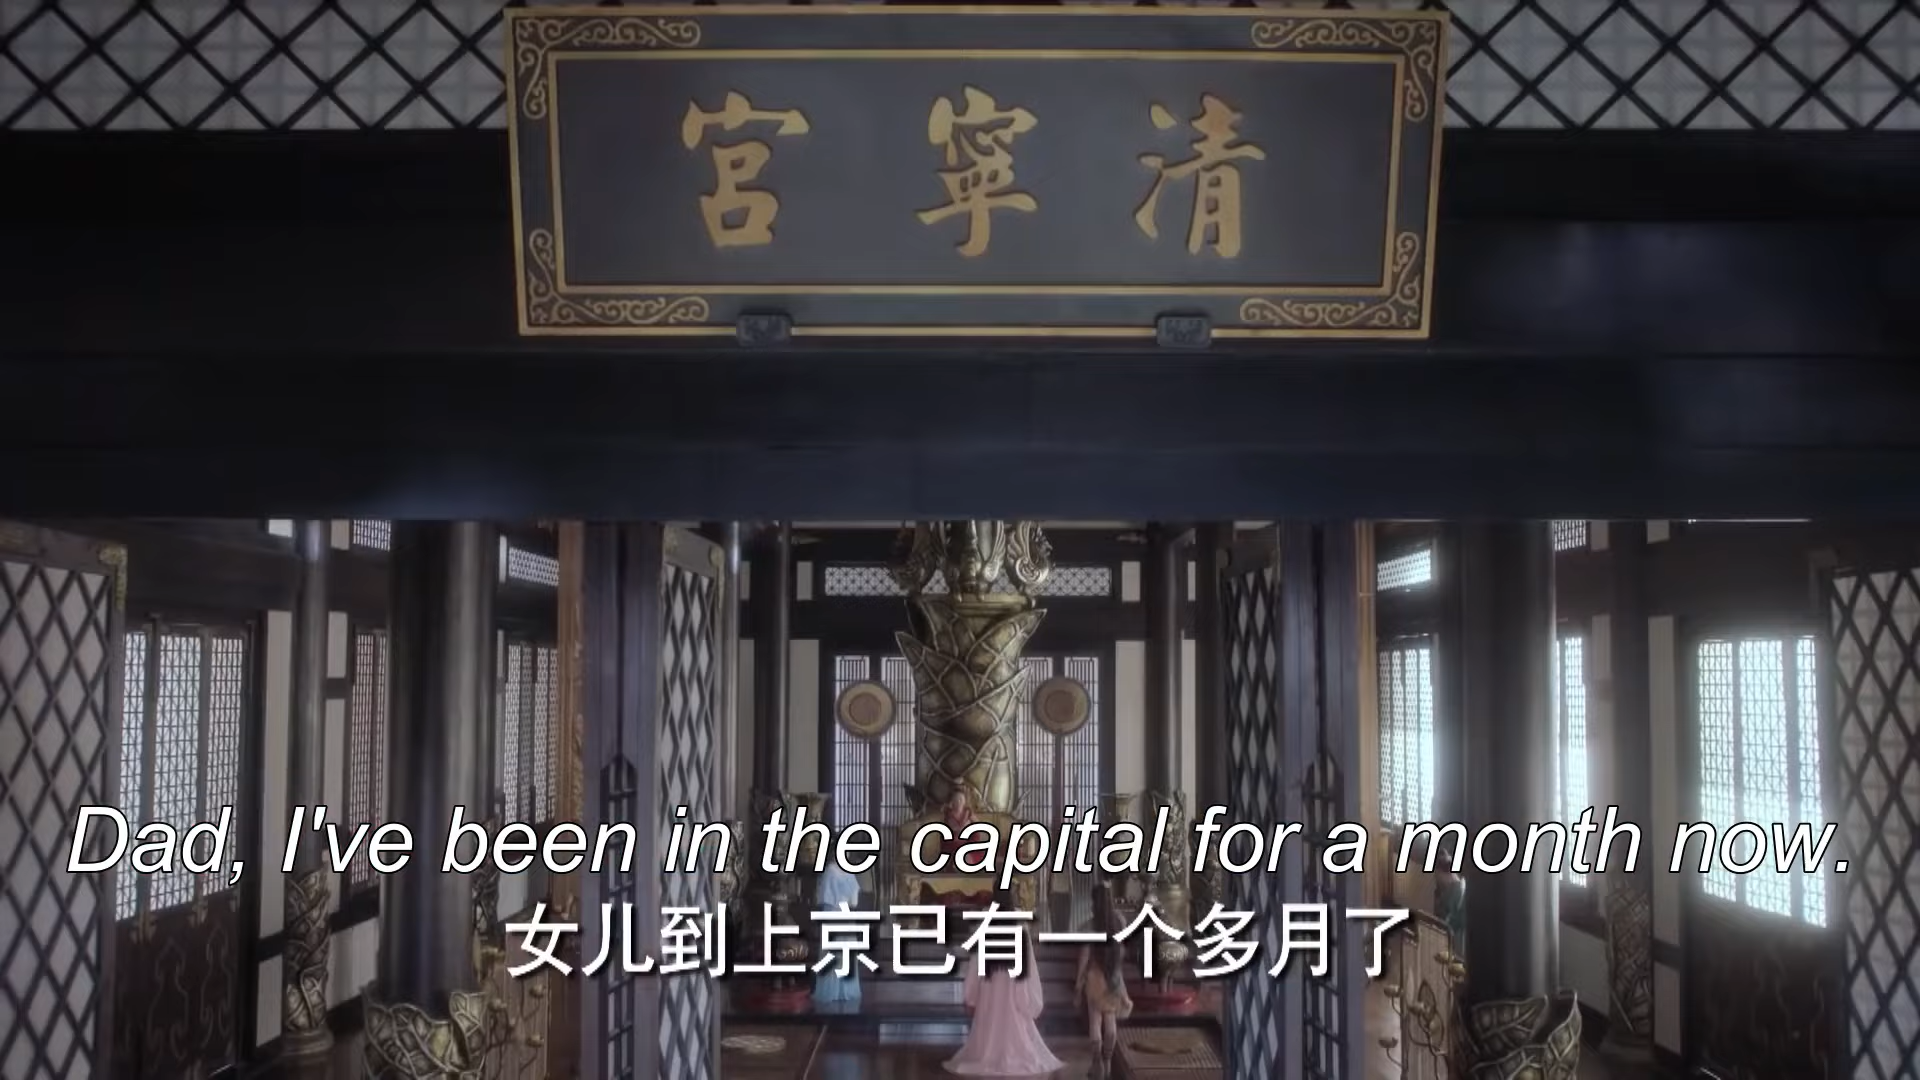 清寧宮
Dad, I've been in the capital for a month now.
女儿到上京已有一个多月了